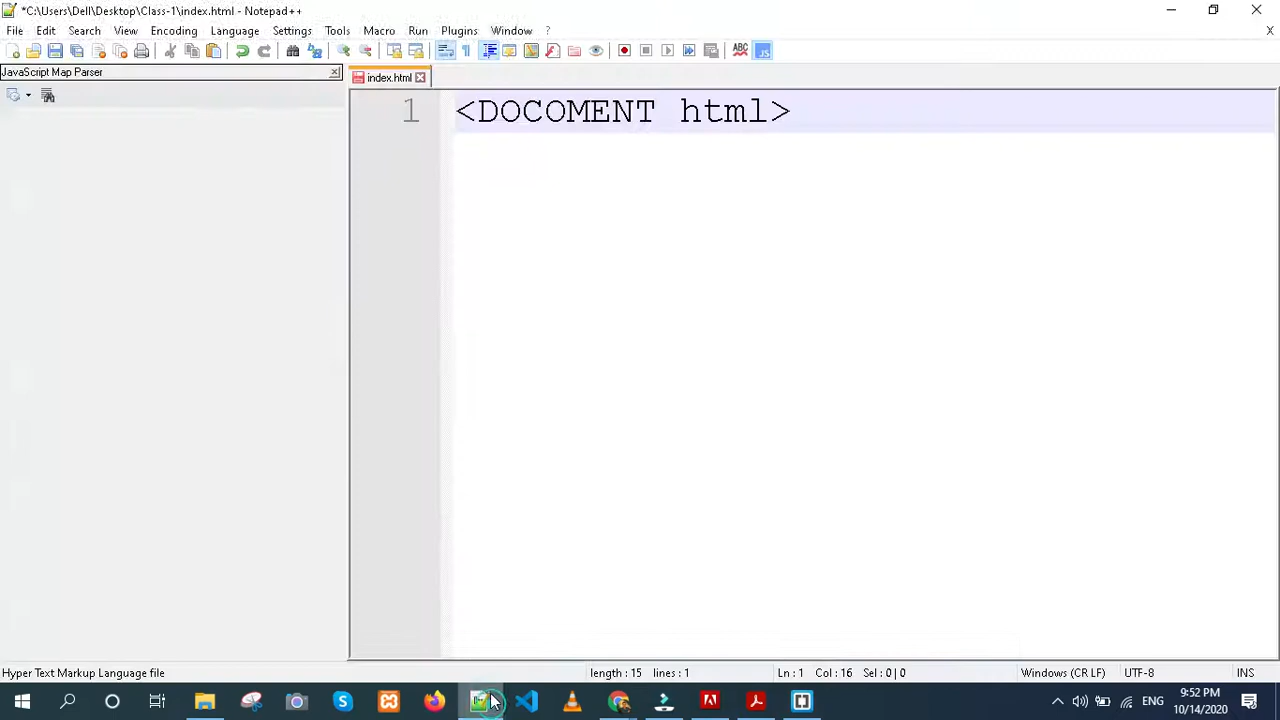 *C:\Users\Dell\Desktop\Class-1\index.html - Notepad++
File Edit Search View Encoding Language Settings Tools Macro Run Plugins Window ? X
JavaScript Map Parser
index.html
1 <DOCOMENT html>
Hyper Text Markup Language file length : 15 lines : 1 Ln : 1 Col : 16 Sel : 0 | 0 Windows (CR LF) UTF-8 INS
ENG
9:52 PM
10/14/2020